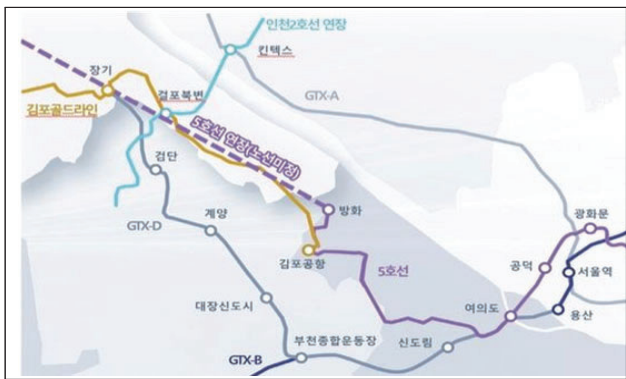 인천2호선 연장
킨텍스
장기
GTX-A
걸포북변
김포골드라인
5호선 연장(노선미정)
검단
방화
광화문
GTX-D
계양
김포공항
5호선
공덕
서울역
대장신도시
여의도
용산
부천종합운동장
신도림
GTX-B